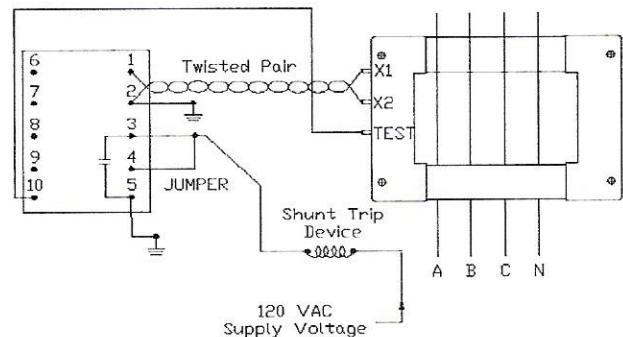 6 1
Twisted Pair
X1
7 2
X2
8 3
TEST
9 4
JUMPER
10 5
Shunt Trip
Device
A B C N
120 VAC
Supply Voltage